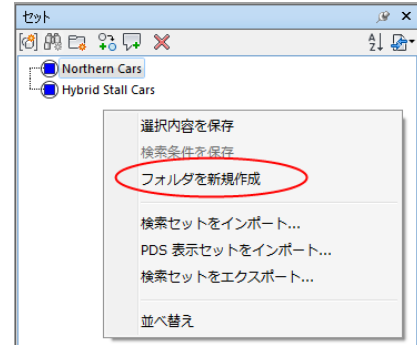 セット
Northern Cars
Hybrid Stall Cars
選択内容を保存
検索条件を保存
フォルダを新規作成
検索セットをインポート...
PDS 表示セットをインポート...
検索セットをエクスポート...
並べ替え